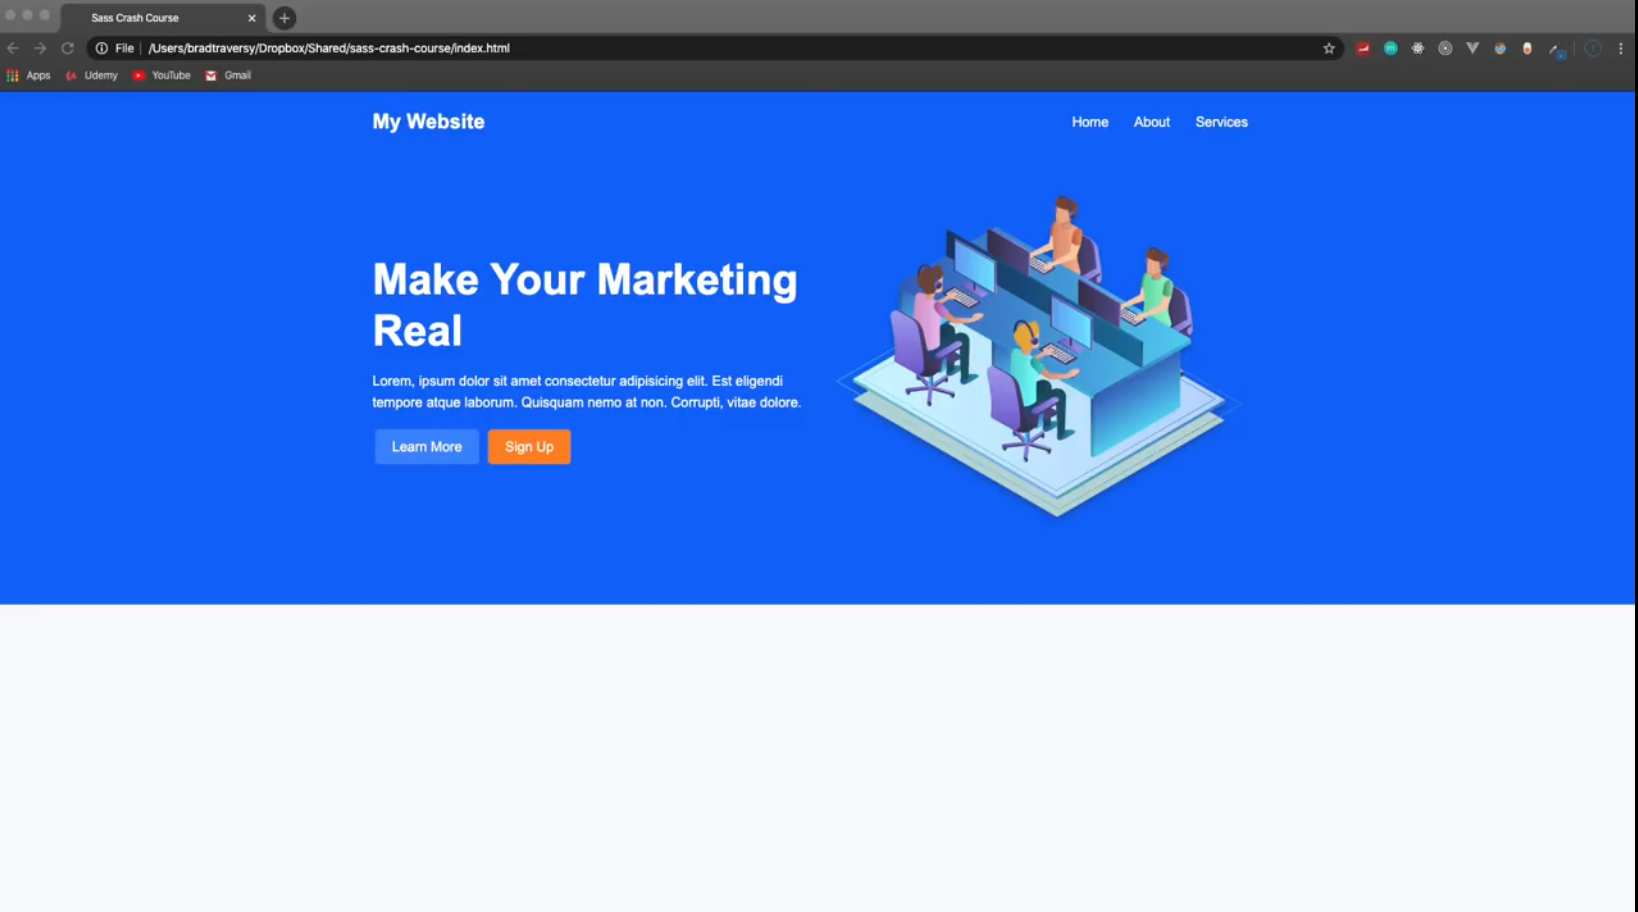 Sass Crash Course
File
/Users/bradtraversy/Dropbox/Shared/sass-crash-course/index.html
Apps Udemy YouTube Gmail
My Website
Home About Services
Make Your Marketing
Real
Lorem, ipsum dolor sit amet consectetur adipisicing elit. Est eligendi
tempore atque laborum. Quisquam nemo at non. Corrupti, vitae dolore.
Learn More Sign Up